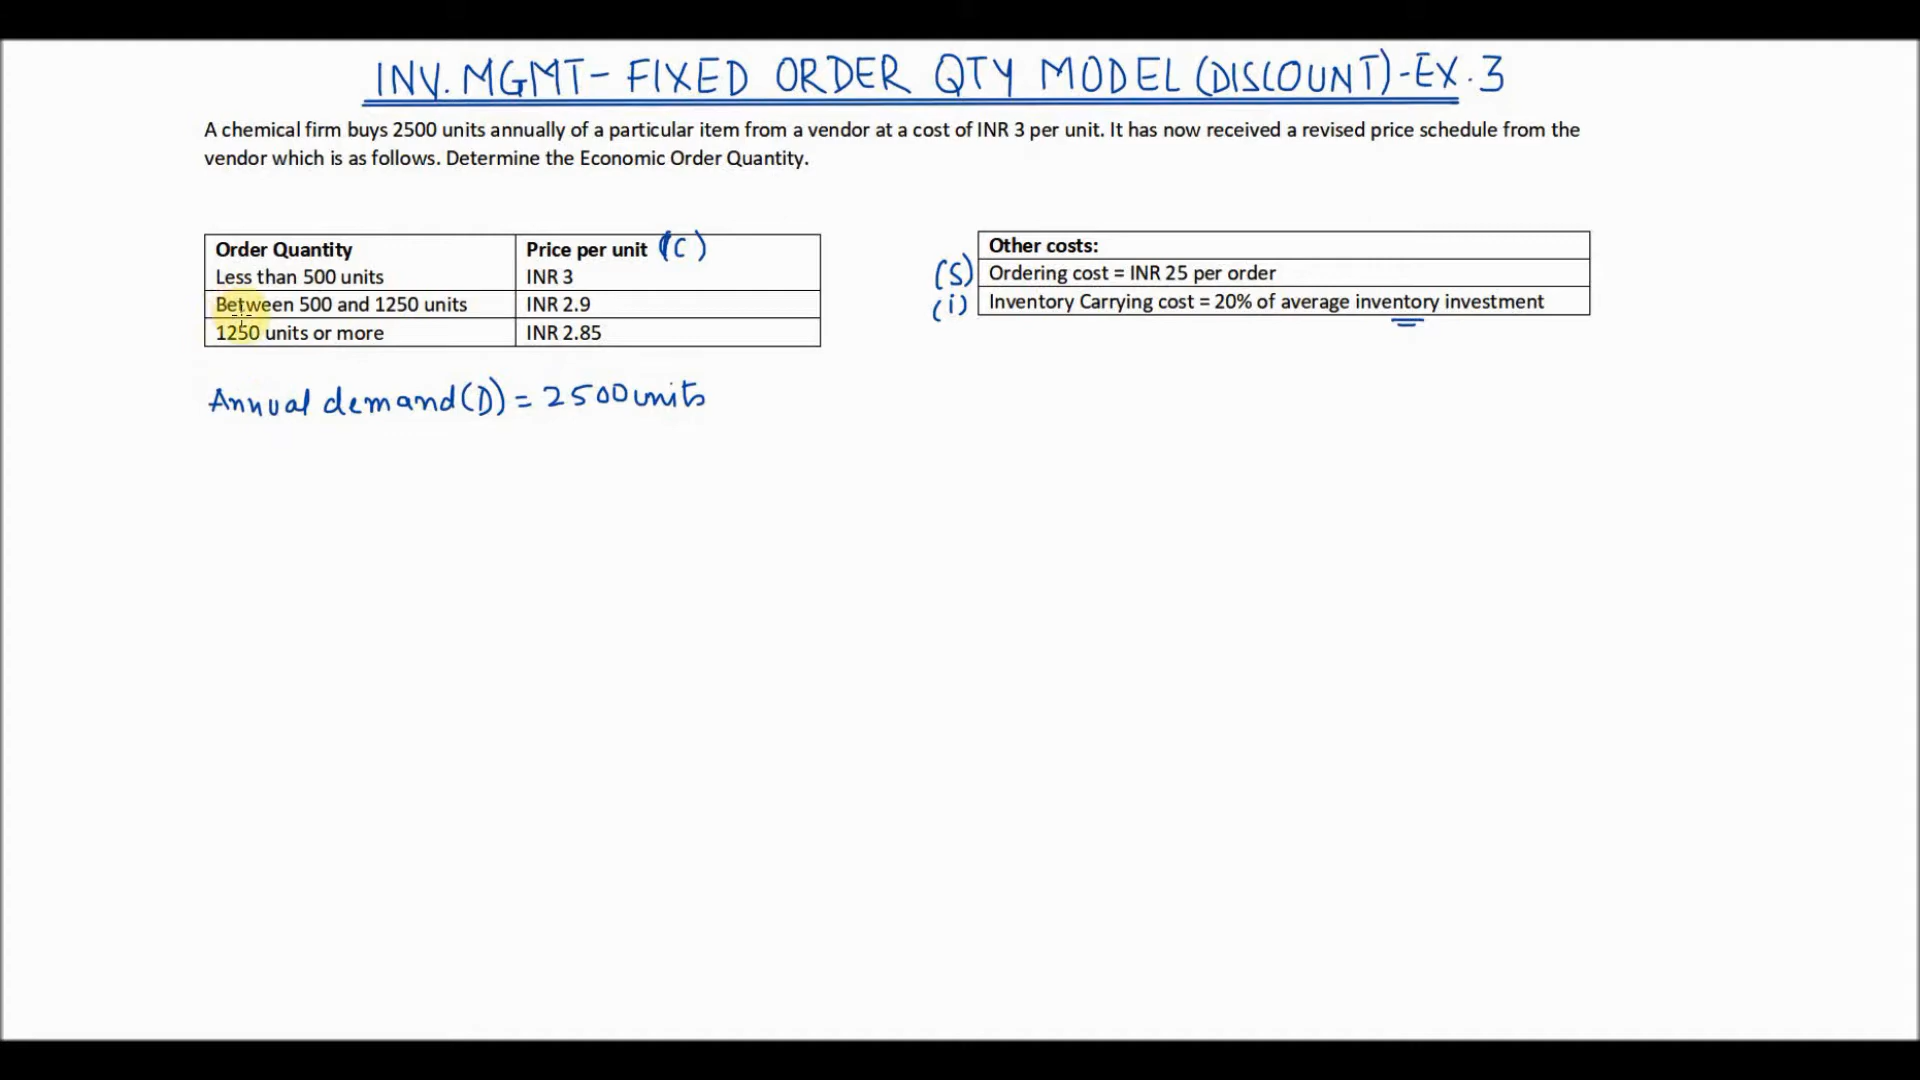 INV. MGMT - FIXED ORDER QTY MODEL (DISCOUNT) - EX. 3
A chemical firm buys 2500 units annually of a particular item from a vendor at a cost of INR 3 per unit. It has now received a revised price schedule from the
vendor which is as follows. Determine the Economic Order Quantity.
Order Quantity Price per unit (C)
Less than 500 units INR 3
Between 500 and 1250 units INR 2.9
1250 units or more INR 2.85
Other costs:
(S) Ordering cost = INR 25 per order
(i) Inventory Carrying cost = 20% of average inventory investment
Annual demand (D) = 2500 units